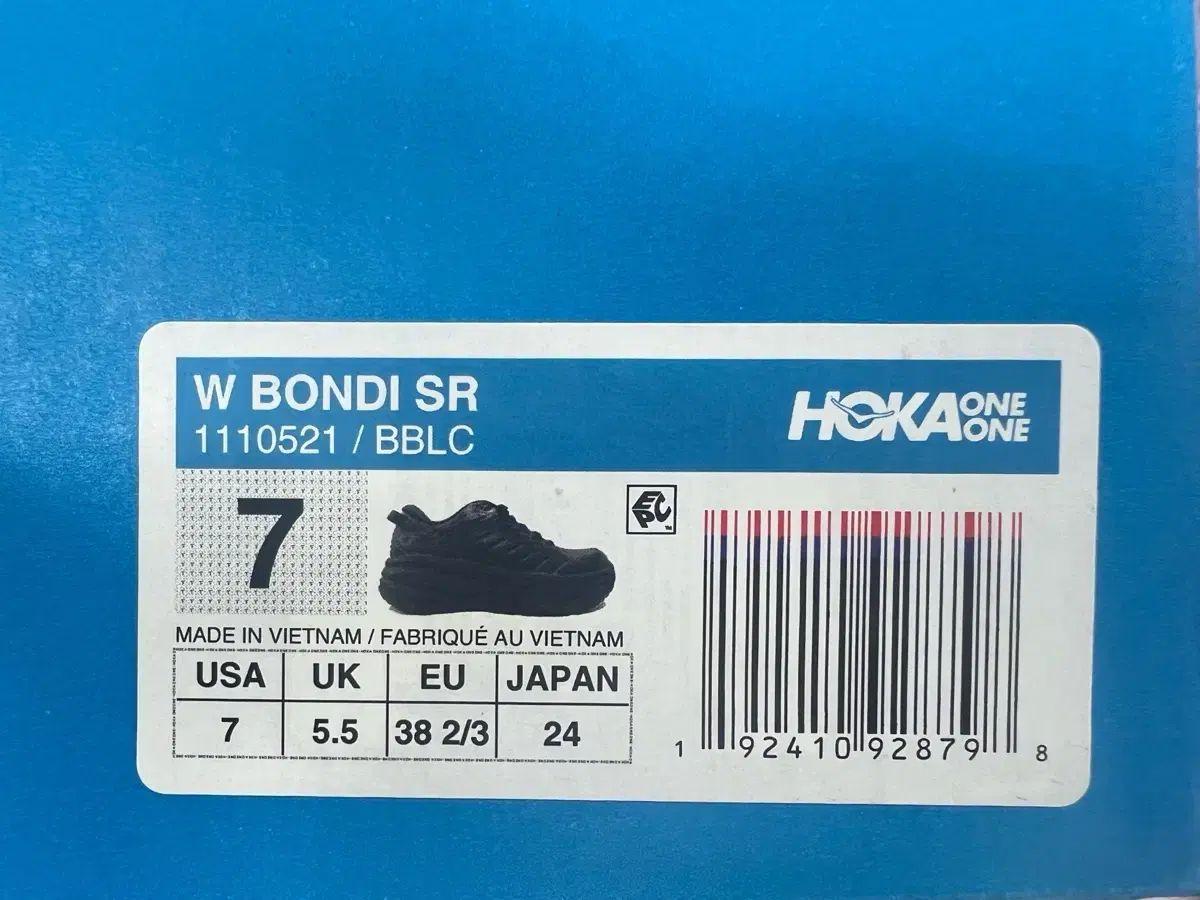 W BONDI SR
1110521 / BBLC
HOKA ONE ONE
7
EPC
MADE IN VIETNAM / FABRIQUÉ AU VIETNAM
USA UK EU JAPAN
7 5.5 38 2/3 24
1 92410 92879 8